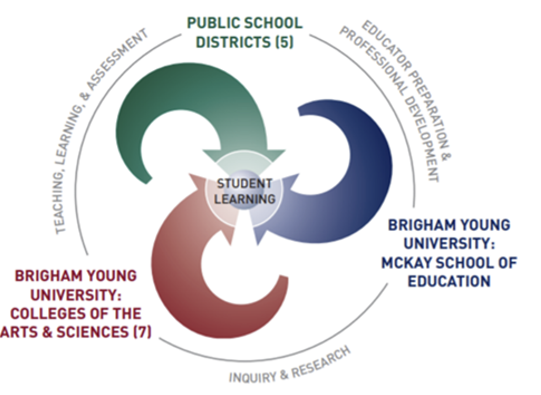 PUBLIC SCHOOL
DISTRICTS (5)
TEACHING, LEARNING, & ASSESSMENT
EDUCATOR PREPARATION &
PROFESSIONAL DEVELOPMENT
STUDENT
LEARNING
BRIGHAM YOUNG
UNIVERSITY:
MCKAY SCHOOL OF
EDUCATION
BRIGHAM YOUNG
UNIVERSITY:
COLLEGES OF THE
ARTS & SCIENCES (7)
INQUIRY & RESEARCH